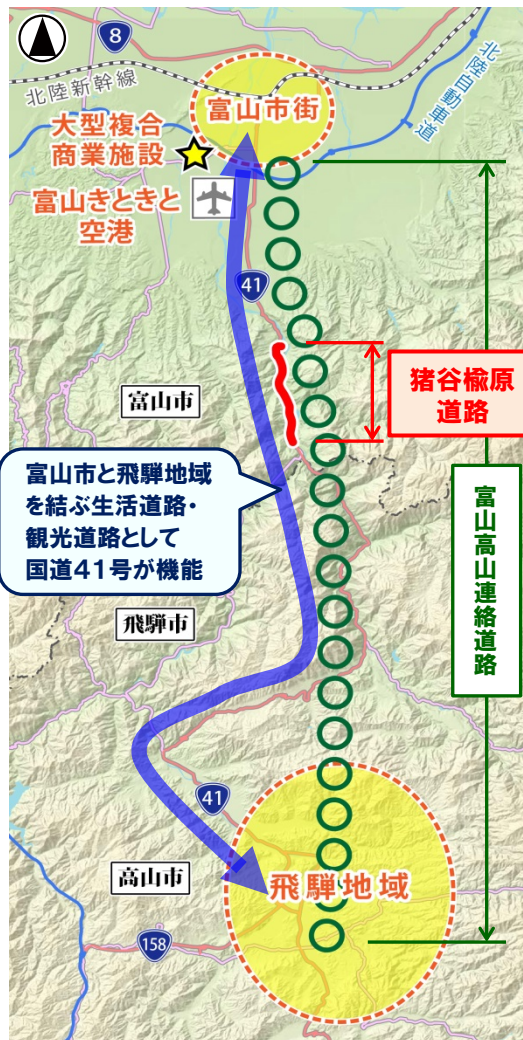 8
北陸新幹線
北陸自動車道
富山市街
大型複合
商業施設
富山きときと
空港
41
猪谷楡原
道路
富山市
富山市と飛騨地域
を結ぶ生活道路・
観光道路として
国道41号が機能
富山高山連絡道路
飛騨市
41
高山市
飛騨地域
158